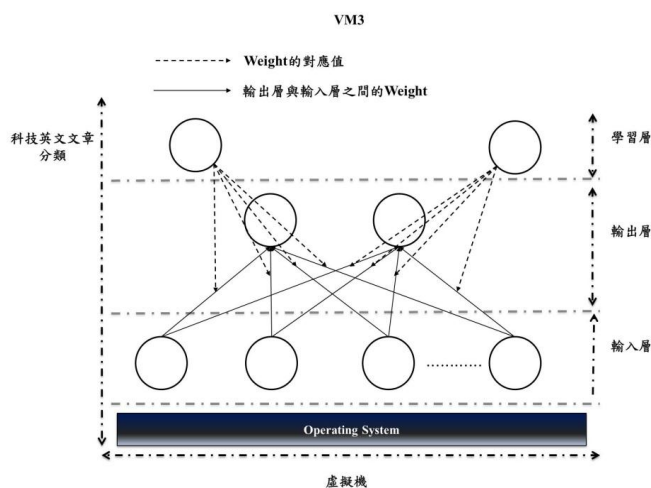 VM3
Weight的對應值
輸出層與輸入層之間的Weight
科技英文文章
分類
學習層
輸出層
輸入層
Operating System
虛擬機